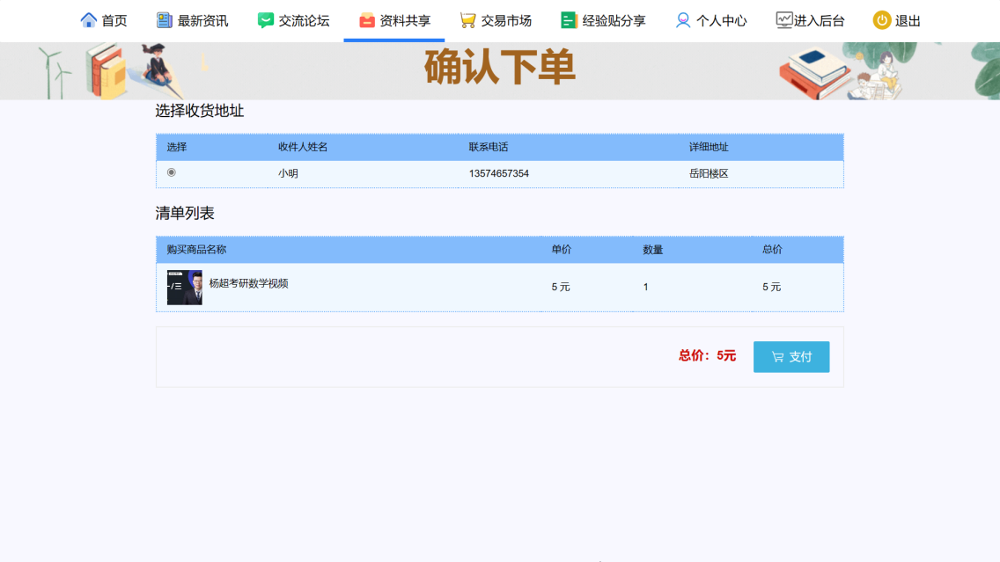 首页 最新资讯 交流论坛 资料共享 交易市场 经验贴分享 个人中心 进入后台 退出
确认下单
选择收货地址
选择 收件人姓名 联系电话 详细地址
小明 13574657354 岳阳楼区
清单列表
购买商品名称 单价 数量 总价
杨超考研数学视频 5 元 1 5 元
总价：5元 支付